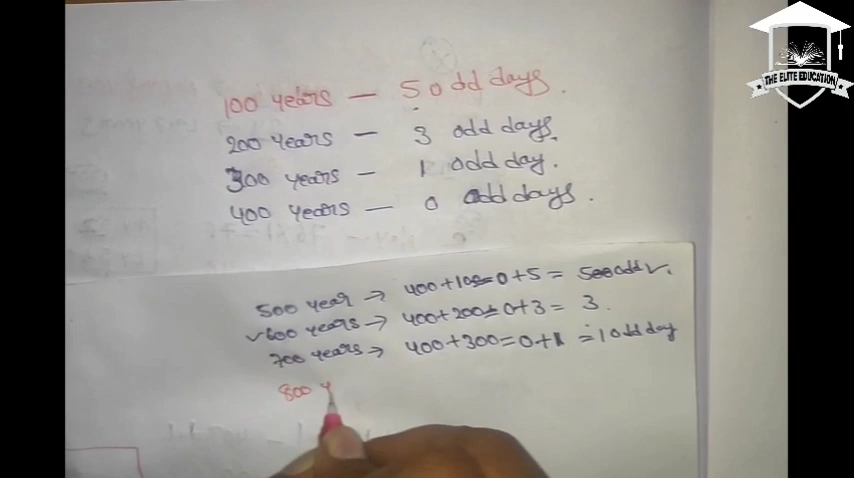 100 years — 5 odd days.
200 years — 3 odd days.
300 years — 1 odd day.
400 years — 0 odd days.
500 year → 400+100=0+5= 5 odd ✓.
✓600 years → 400+200=0+3= 3.
700 years → 400+300=0+1 = 1 odd day
800 y
THE ELITE EDUCATION